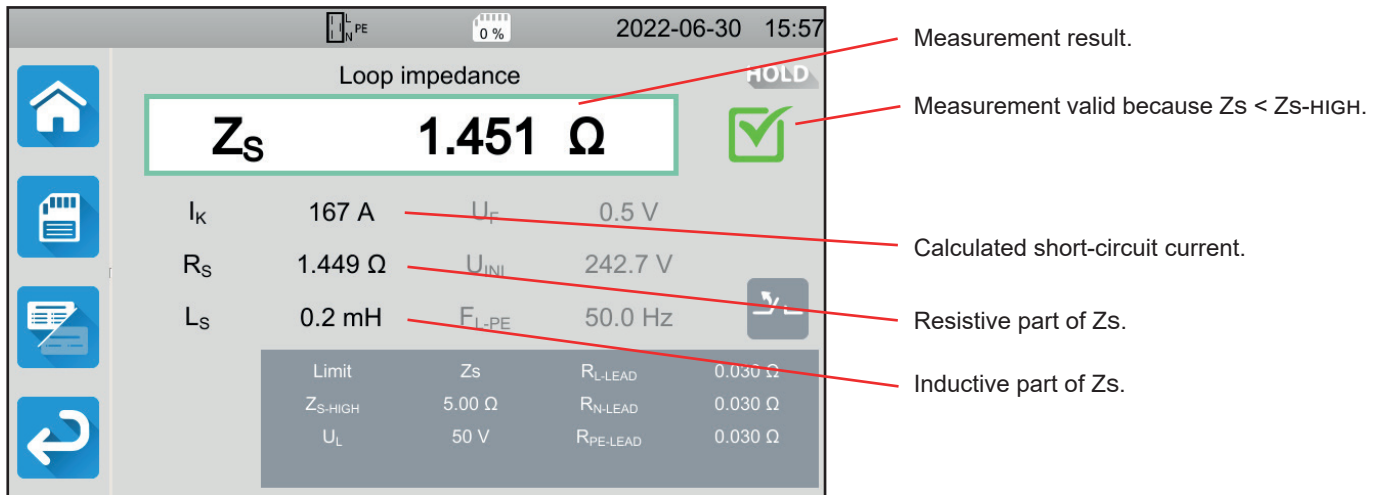 L
N PE
0 %
2022-06-30 15:57
Loop impedance
HOLD
ZS 1.451 Ω
IK 167 A UF 0.5 V
RS 1.449 Ω UINI 242.7 V
LS 0.2 mH FL-PE 50.0 Hz
Limit Zs RL-LEAD 0.030 Ω
ZS-HIGH 5.00 Ω RN-LEAD 0.030 Ω
UL 50 V RPE-LEAD 0.030 Ω
Measurement result.
Measurement valid because Zs < Zs-HIGH.
Calculated short-circuit current.
Resistive part of Zs.
Inductive part of Zs.